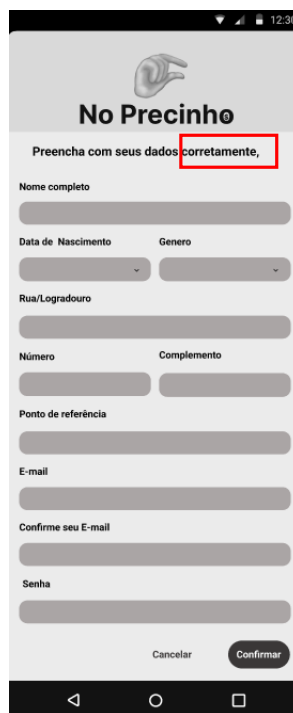 12:30
No Precinho
Preencha com seus dados corretamente,
Nome completo
Data de Nascimento Genero
Rua/Logradouro
Número Complemento
Ponto de referência
E-mail
Confirme seu E-mail
Senha
Cancelar Confirmar